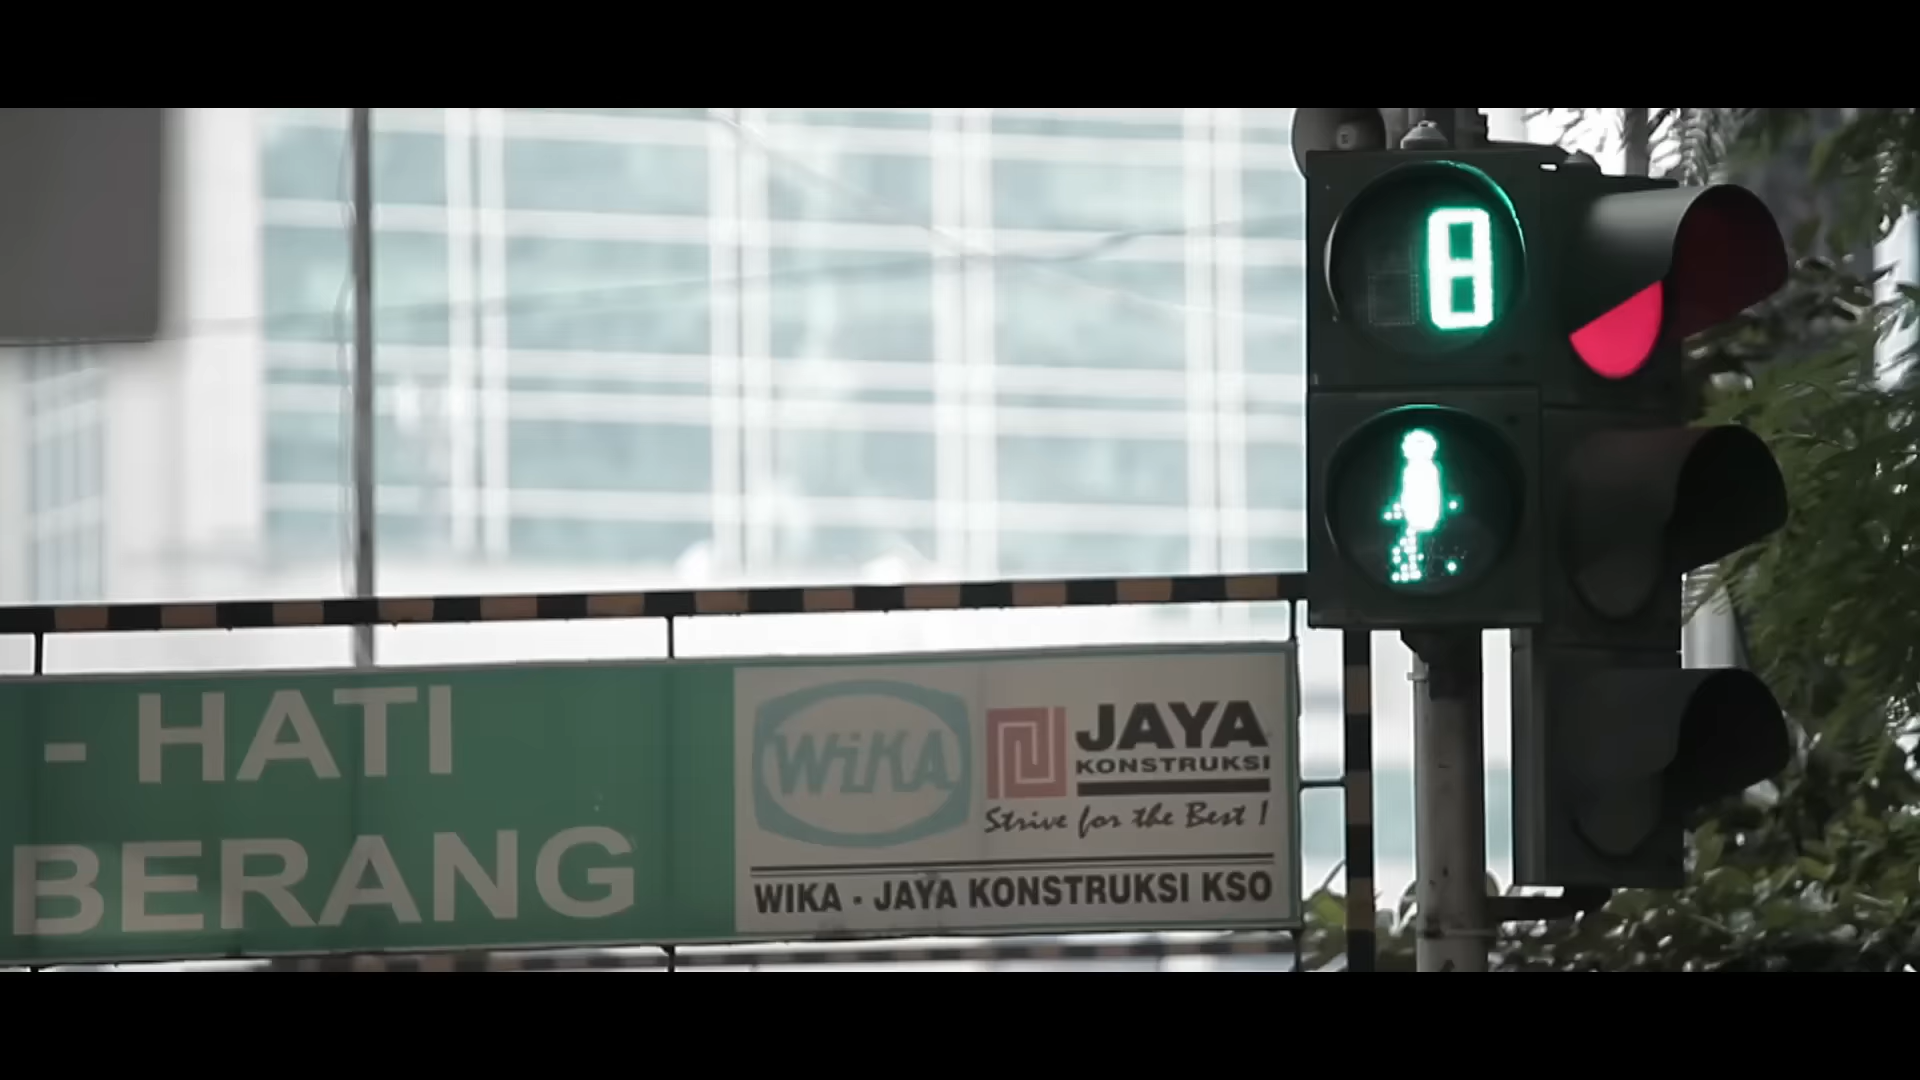 8
- HATI
BERANG
WiKA
JAYA
KONSTRUKSI
Strive for the Best !
WIKA - JAYA KONSTRUKSI KSO